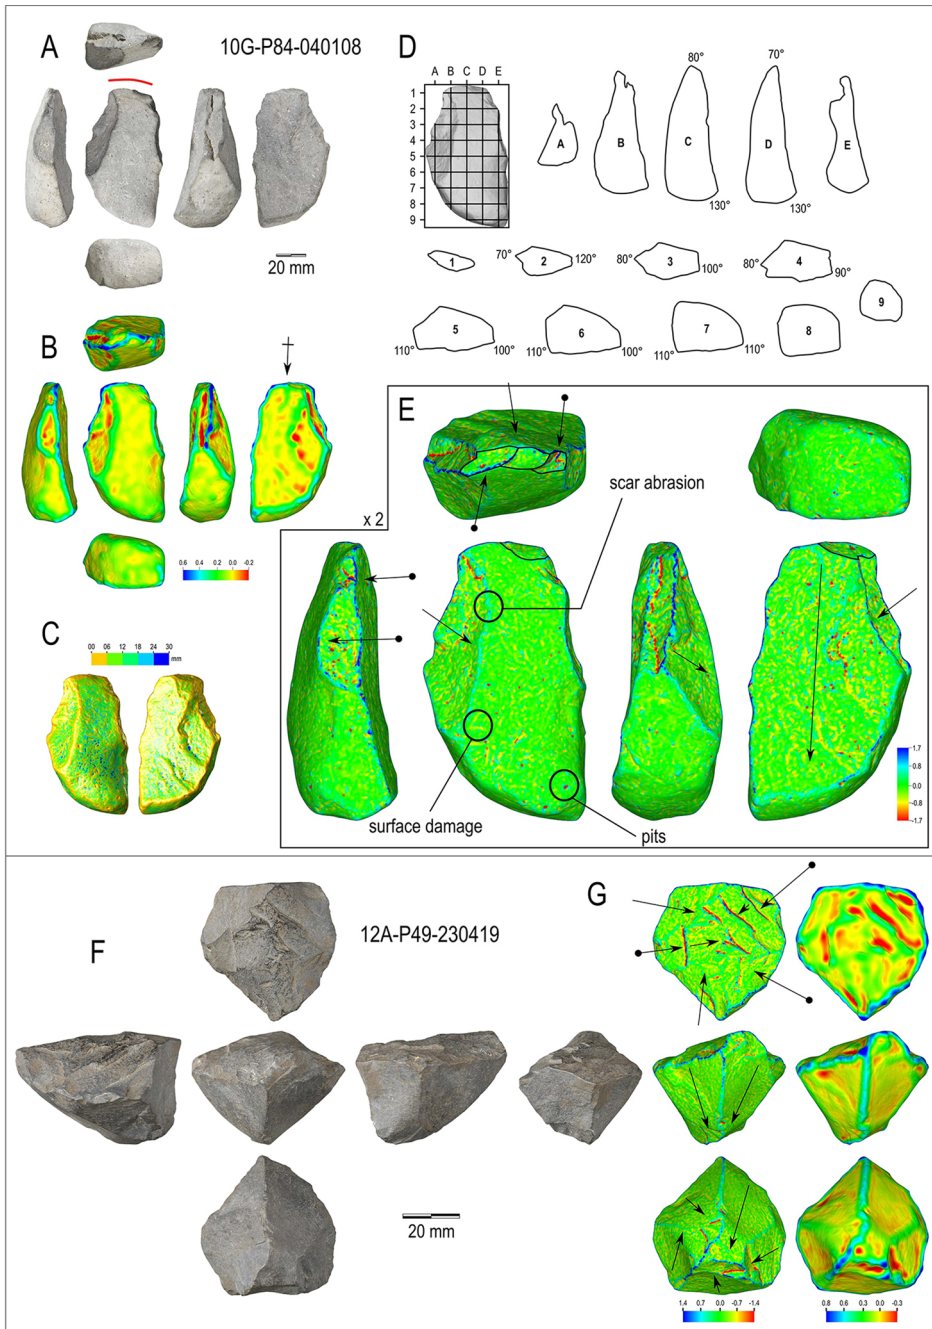 A
10G-P84-040108
20 mm
B
0.6 0.4 0.2 0.0 -0.2
C
00 06 12 18 24 30
mm
D
A B C D E
1
2
3
4
5
6
7
8
9
A
B
80°
C
130°
70°
D
130°
E
1
70° 2 120°
80° 3 100°
80° 4 90°
110° 5 100°
110° 6 100°
110° 7 110°
8
9
E
x 2
scar abrasion
surface damage
pits
1.7
0.8
0.0
-0.8
-1.7
F
12A-P49-230419
20 mm
G
1.4 0.7 0.0 -0.7 -1.4
0.8 0.6 0.3 0.0 -0.3